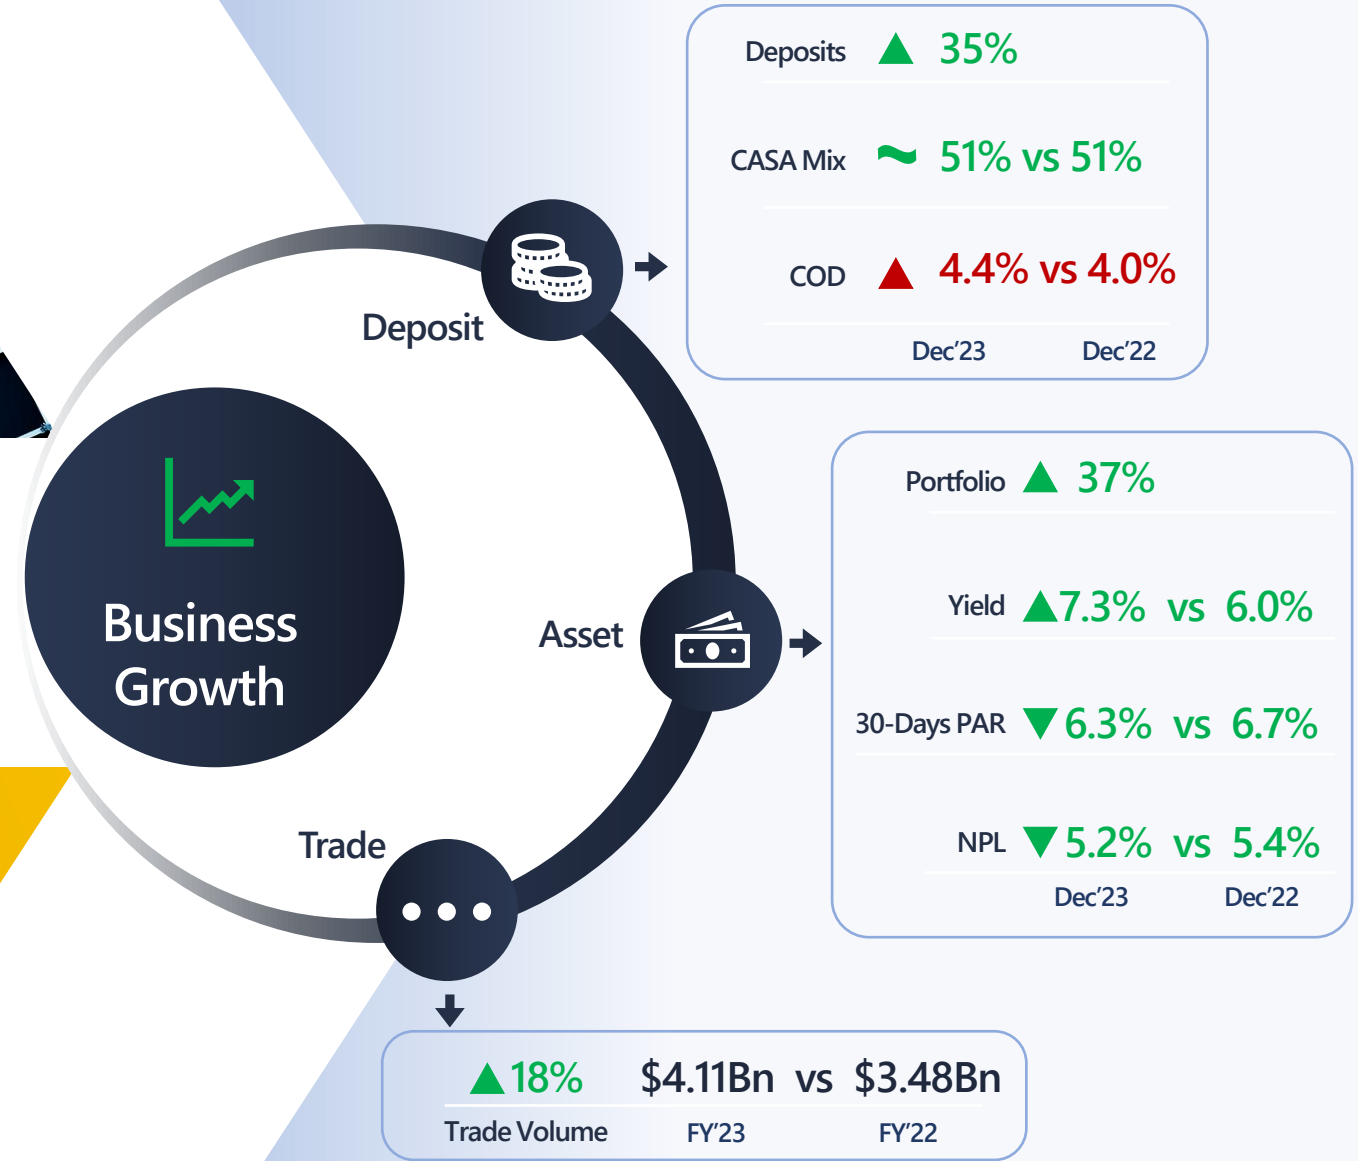 Deposits ▲ 35%
CASA Mix ~ 51% vs 51%
COD ▲ 4.4% vs 4.0%
Dec’23 Dec’22
Deposit
Portfolio ▲ 37%
Yield ▲ 7.3% vs 6.0%
30-Days PAR ▼ 6.3% vs 6.7%
NPL ▼ 5.2% vs 5.4%
Dec’23 Dec’22
Asset
Business
Growth
Trade
▲ 18% $4.11Bn vs $3.48Bn
Trade Volume FY’23 FY’22